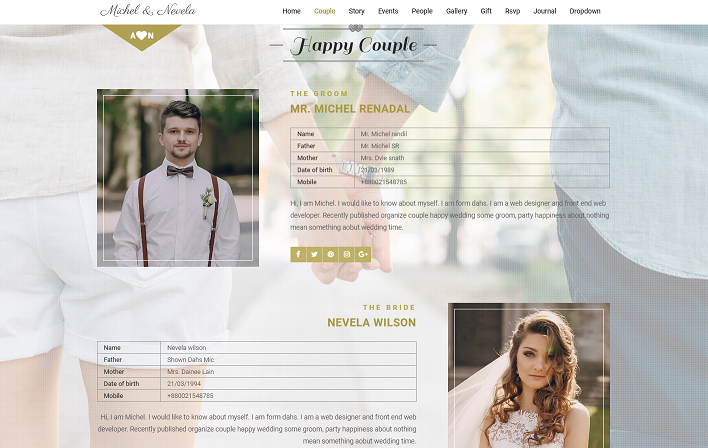 Michel & Nevela
Home Couple Story Events People Gallery Gift Rsvp Journal Dropdown
A N
Happy Couple
THE GROOM
MR. MICHEL RENADAL
Name Mr. Michel randil
Father Mr. Michel SR
Mother Mrs. Dvie snath
Date of birth 21/03/1989
Mobile +880021548785
Hi, I am Michel. I would like to know about myself. I am form dahs. I am a web designer and front end web
developer. Recently published organize couple happy wedding some groom, party happiness about nothing
mean something aobut wedding time.
THE BRIDE
NEVELA WILSON
Name Nevela wilson
Father Shown Dahs Mic
Mother Mrs. Dainee Lain
Date of birth 21/03/1994
Mobile +880021548785
Hi, I am Michel. I would like to know about myself. I am form dahs. I am a web designer and front end web
developer. Recently published organize couple happy wedding some groom, party happiness about nothing
mean something aobut wedding time.